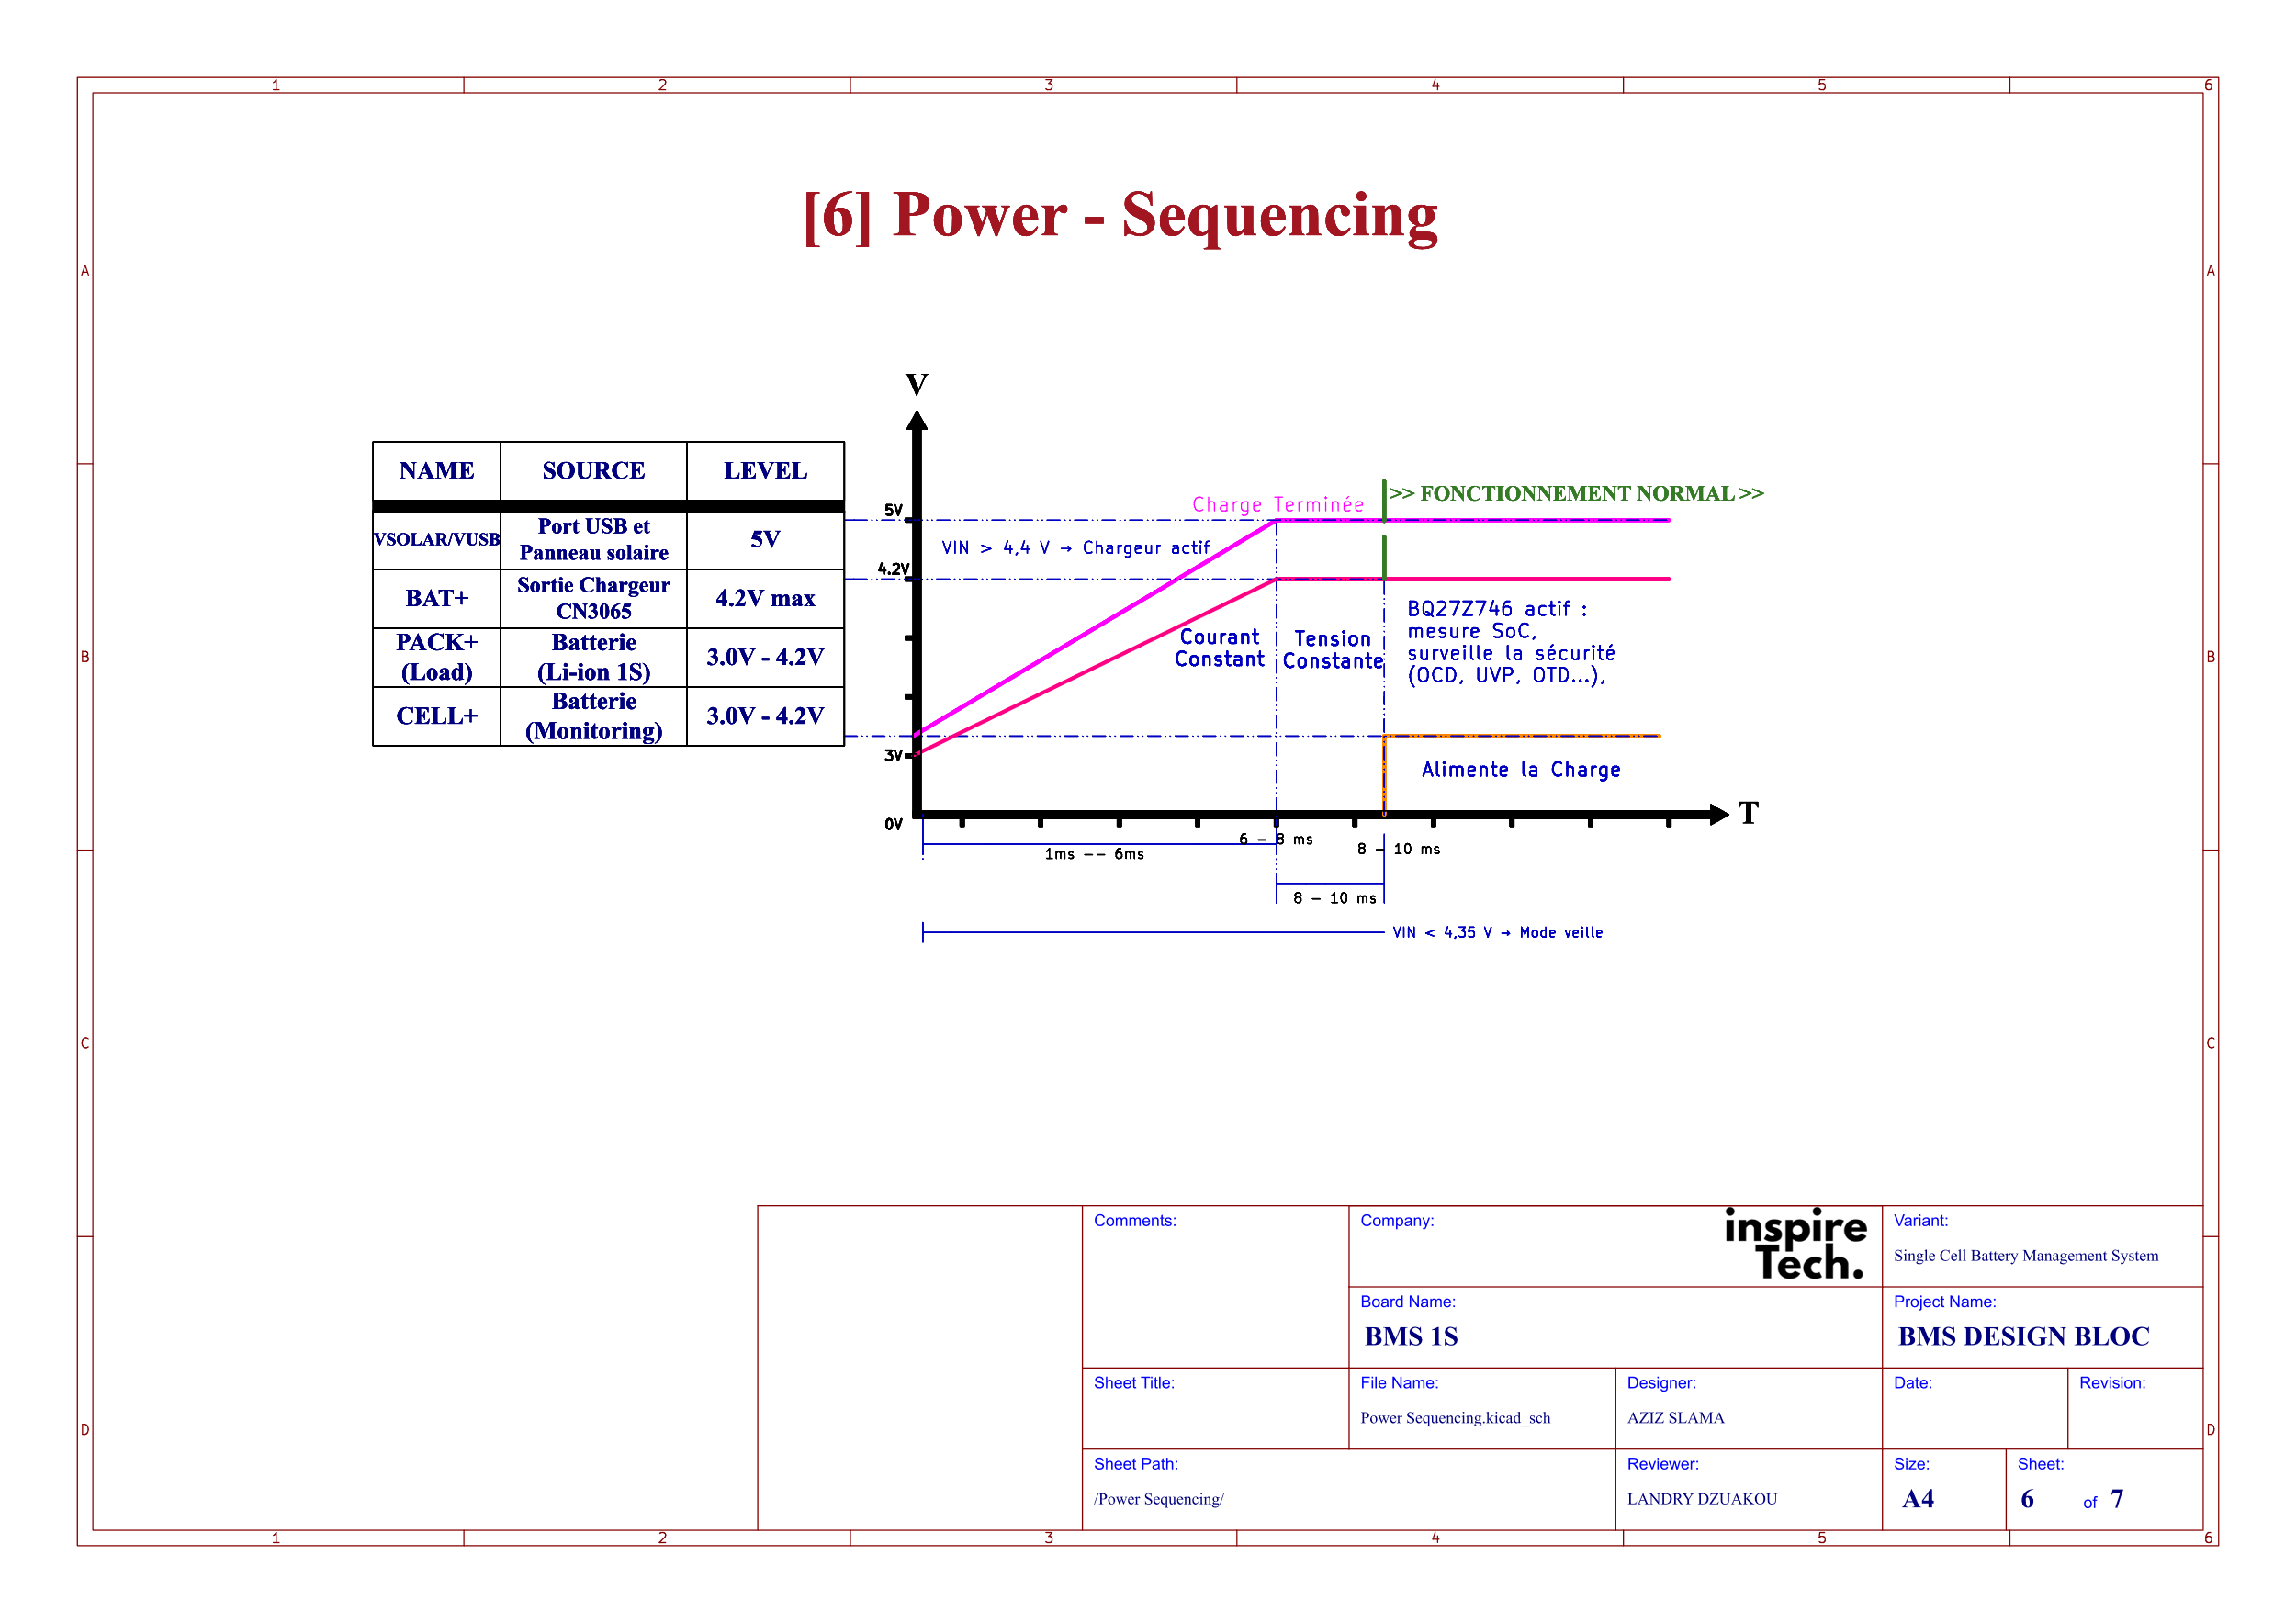 1 2 3 4 5 6
A A
B B
C C
D D
[6] Power - Sequencing
NAME SOURCE LEVEL
VSOLAR/VUSB Port USB et Panneau solaire 5V
BAT+ Sortie Chargeur CN3065 4.2V max
PACK+ (Load) Batterie (Li-ion 1S) 3.0V - 4.2V
CELL+ Batterie (Monitoring) 3.0V - 4.2V
V
5V
4.2V
3V
0V
T
Charge Terminée
>> FONCTIONNEMENT NORMAL >>
VIN > 4,4 V → Chargeur actif
Courant
Constant
Tension
Constante
BQ27Z746 actif :
mesure SoC,
surveille la sécurité
(OCD, UVP, OTD...),
Alimente la Charge
6 - 8 ms
1ms -- 6ms
8 - 10 ms
8 - 10 ms
VIN < 4,35 V → Mode veille
Comments:
Company:
inspire
Tech.
Variant:
Single Cell Battery Management System
Board Name:
BMS 1S
Project Name:
BMS DESIGN BLOC
Sheet Title:
File Name:
Power Sequencing.kicad_sch
Designer:
AZIZ SLAMA
Date:
Revision:
Sheet Path:
/Power Sequencing/
Reviewer:
LANDRY DZUAKOU
Size:
A4
Sheet:
6 of 7
1 2 3 4 5 6